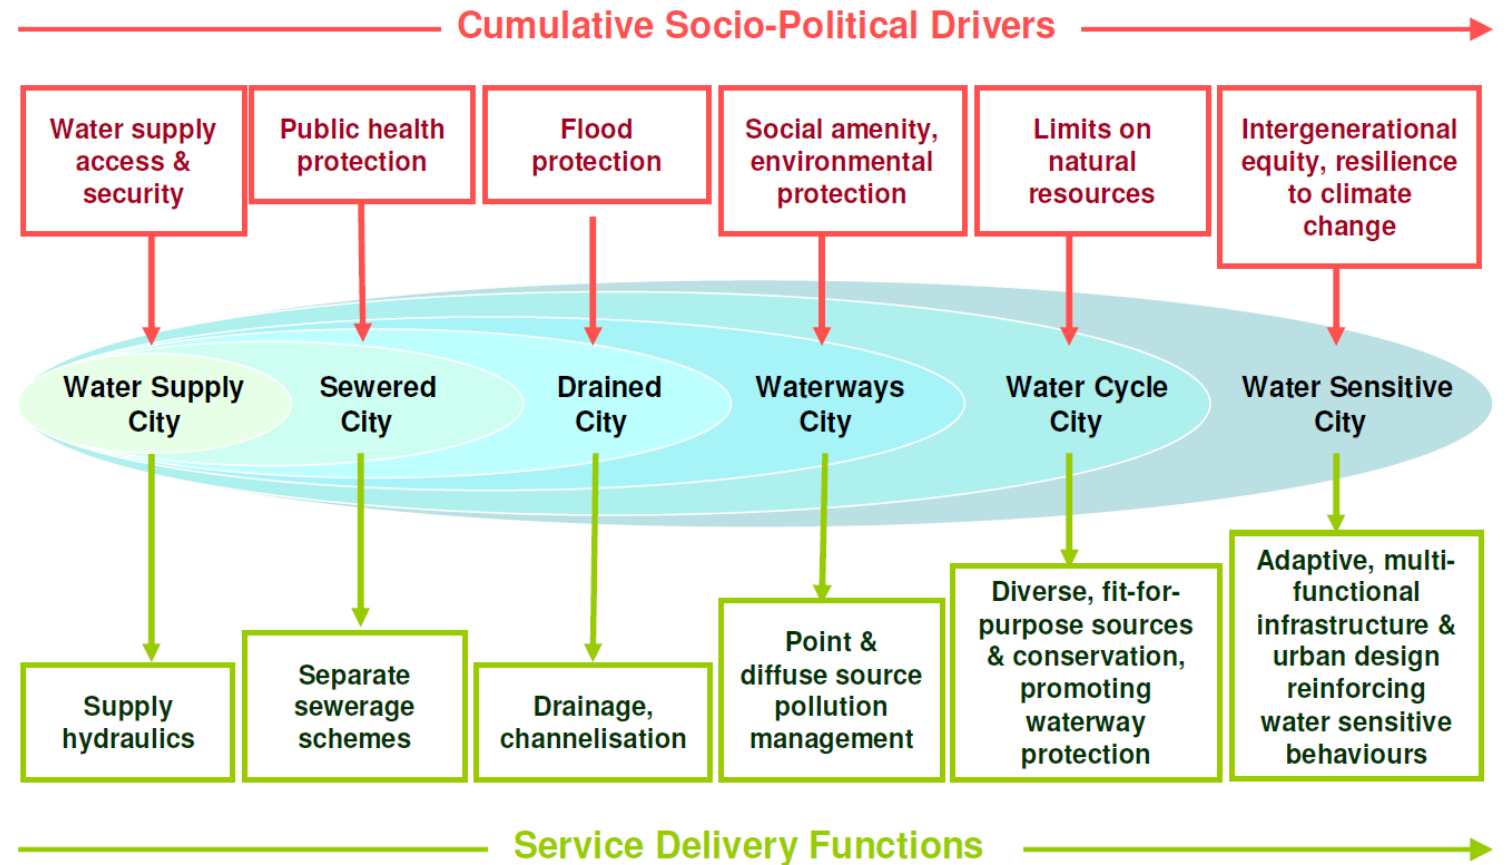 Cumulative Socio-Political Drivers
Water supply
access &
security
Public health
protection
Flood
protection
Social amenity,
environmental
protection
Limits on
natural
resources
Intergenerational
equity, resilience
to climate
change
Water Supply
City
Sewered
City
Drained
City
Waterways
City
Water Cycle
City
Water Sensitive
City
Supply
hydraulics
Separate
sewerage
schemes
Drainage,
channelisation
Point &
diffuse source
pollution
management
Diverse, fit-for-
purpose sources
& conservation,
promoting
waterway
protection
Adaptive, multi-
functional
infrastructure &
urban design
reinforcing
water sensitive
behaviours
Service Delivery Functions